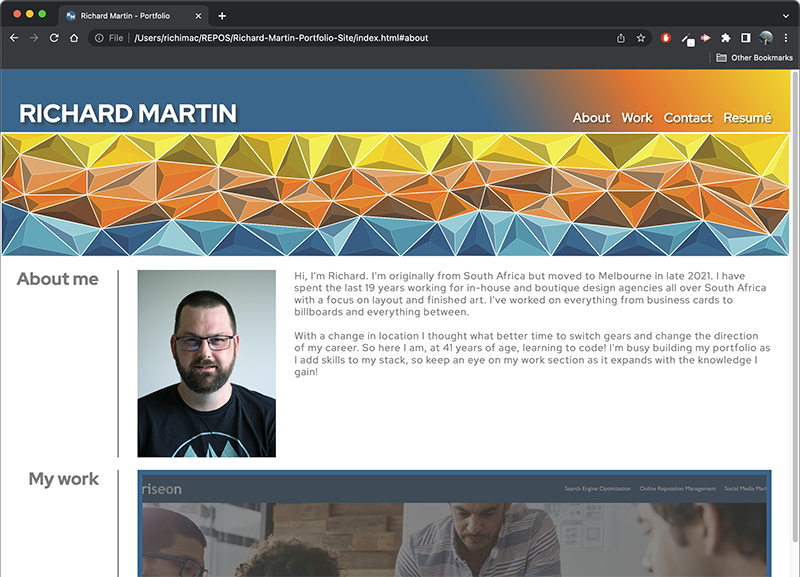 Richard Martin - Portfolio
File | /Users/richimac/REPOS/Richard-Martin-Portfolio-Site/index.html#about
Other Bookmarks
RICHARD MARTIN
About Work Contact Resumé
About me
Hi, I'm Richard. I'm originally from South Africa but moved to Melbourne in late 2021. I have
spent the last 19 years working for in-house and boutique design agencies all over South Africa
with a focus on layout and finished art. I've worked on everything from business cards to
billboards and everything between.
With a change in location I thought what better time to switch gears and change the direction
of my career. So here I am, at 41 years of age, learning to code! I'm busy building my portfolio as
I add skills to my stack, so keep an eye on my work section as it expands with the knowledge I
gain!
My work
riseon
Search Engine Optimization Online Reputation Management Social Media Mar